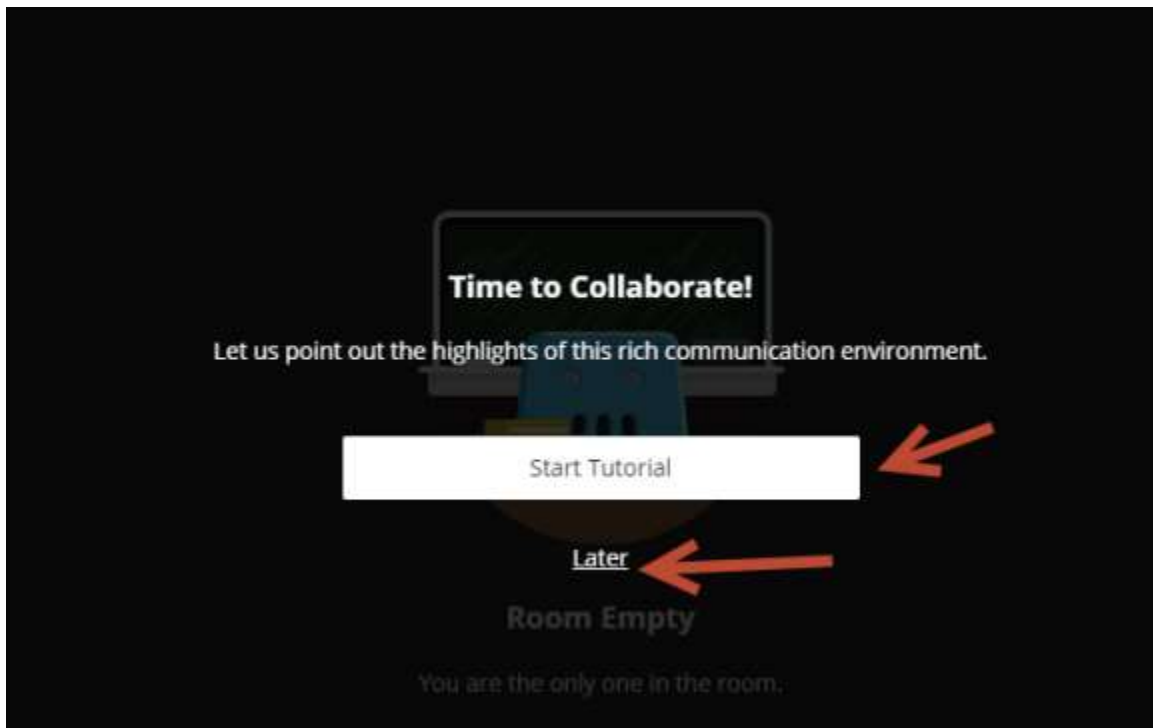 Time to Collaborate!
Let us point out the highlights of this rich communication environment.
Start Tutorial
Later
Room Empty
You are the only one in the room.